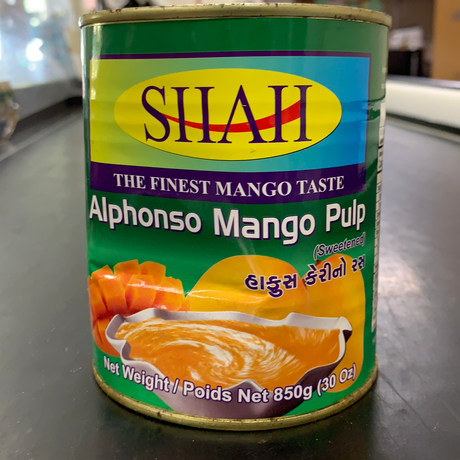 SHAH
THE FINEST MANGO TASTE
Alphonso Mango Pulp
(Sweetened)
હાફુસ કેરીનો રસ
Net Weight / Poids Net 850g (30 Oz)